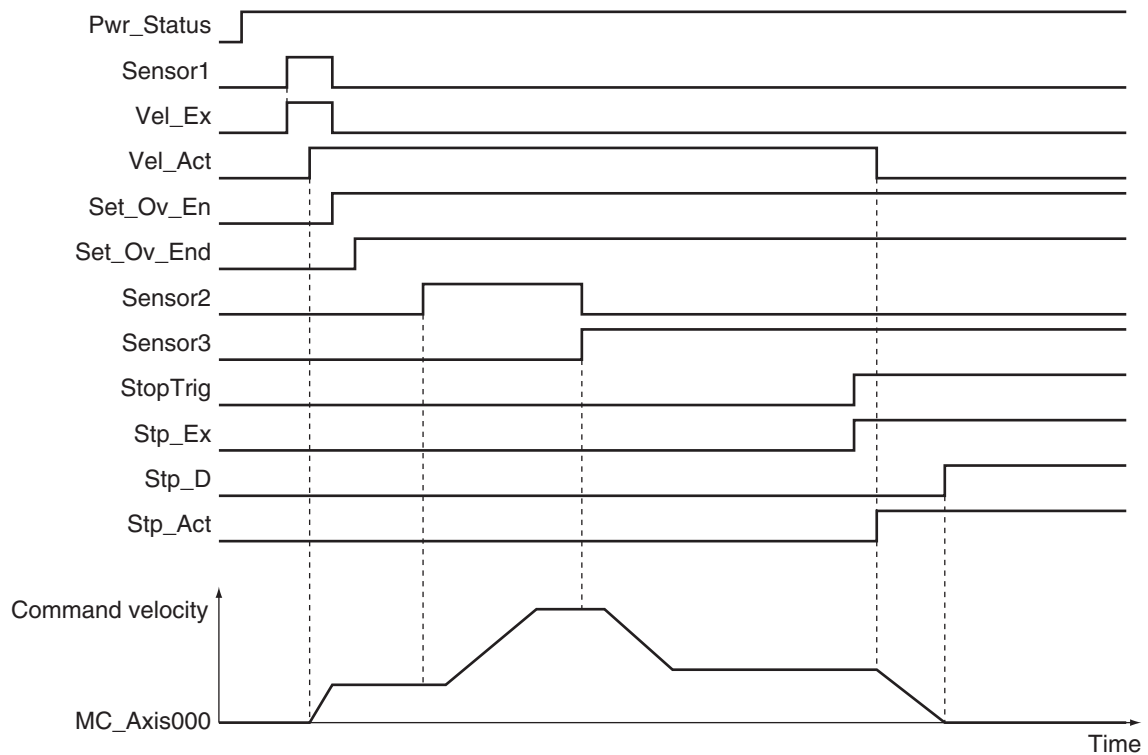 Pwr_Status
Sensor1
Vel_Ex
Vel_Act
Set_Ov_En
Set_Ov_End
Sensor2
Sensor3
StopTrig
Stp_Ex
Stp_D
Stp_Act
Command velocity
MC_Axis000
Time